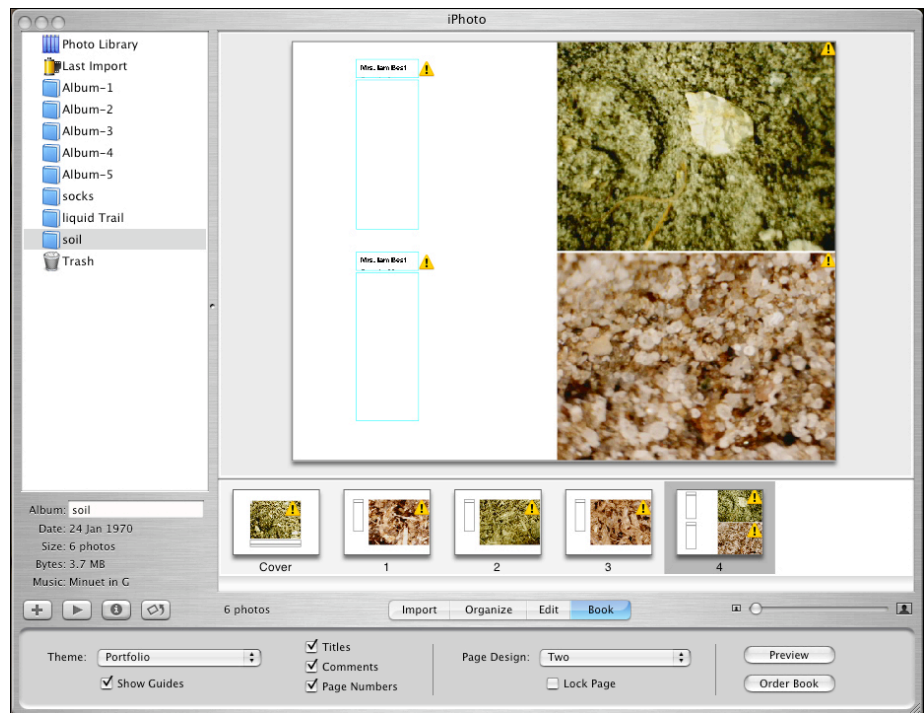 iPhoto
Photo Library
Last Import
Album-1
Album-2
Album-3
Album-4
Album-5
socks
liquid Trail
soil
Trash
Mrs. Iam Best
Mrs. Iam Best
Cover
1
2
3
4
Album: soil
Date: 24 Jan 1970
Size: 6 photos
Bytes: 3.7 MB
Music: Minuet in G
6 photos
Import Organize Edit Book
Theme: Portfolio
Show Guides
Titles
Comments
Page Numbers
Page Design: Two
Lock Page
Preview
Order Book